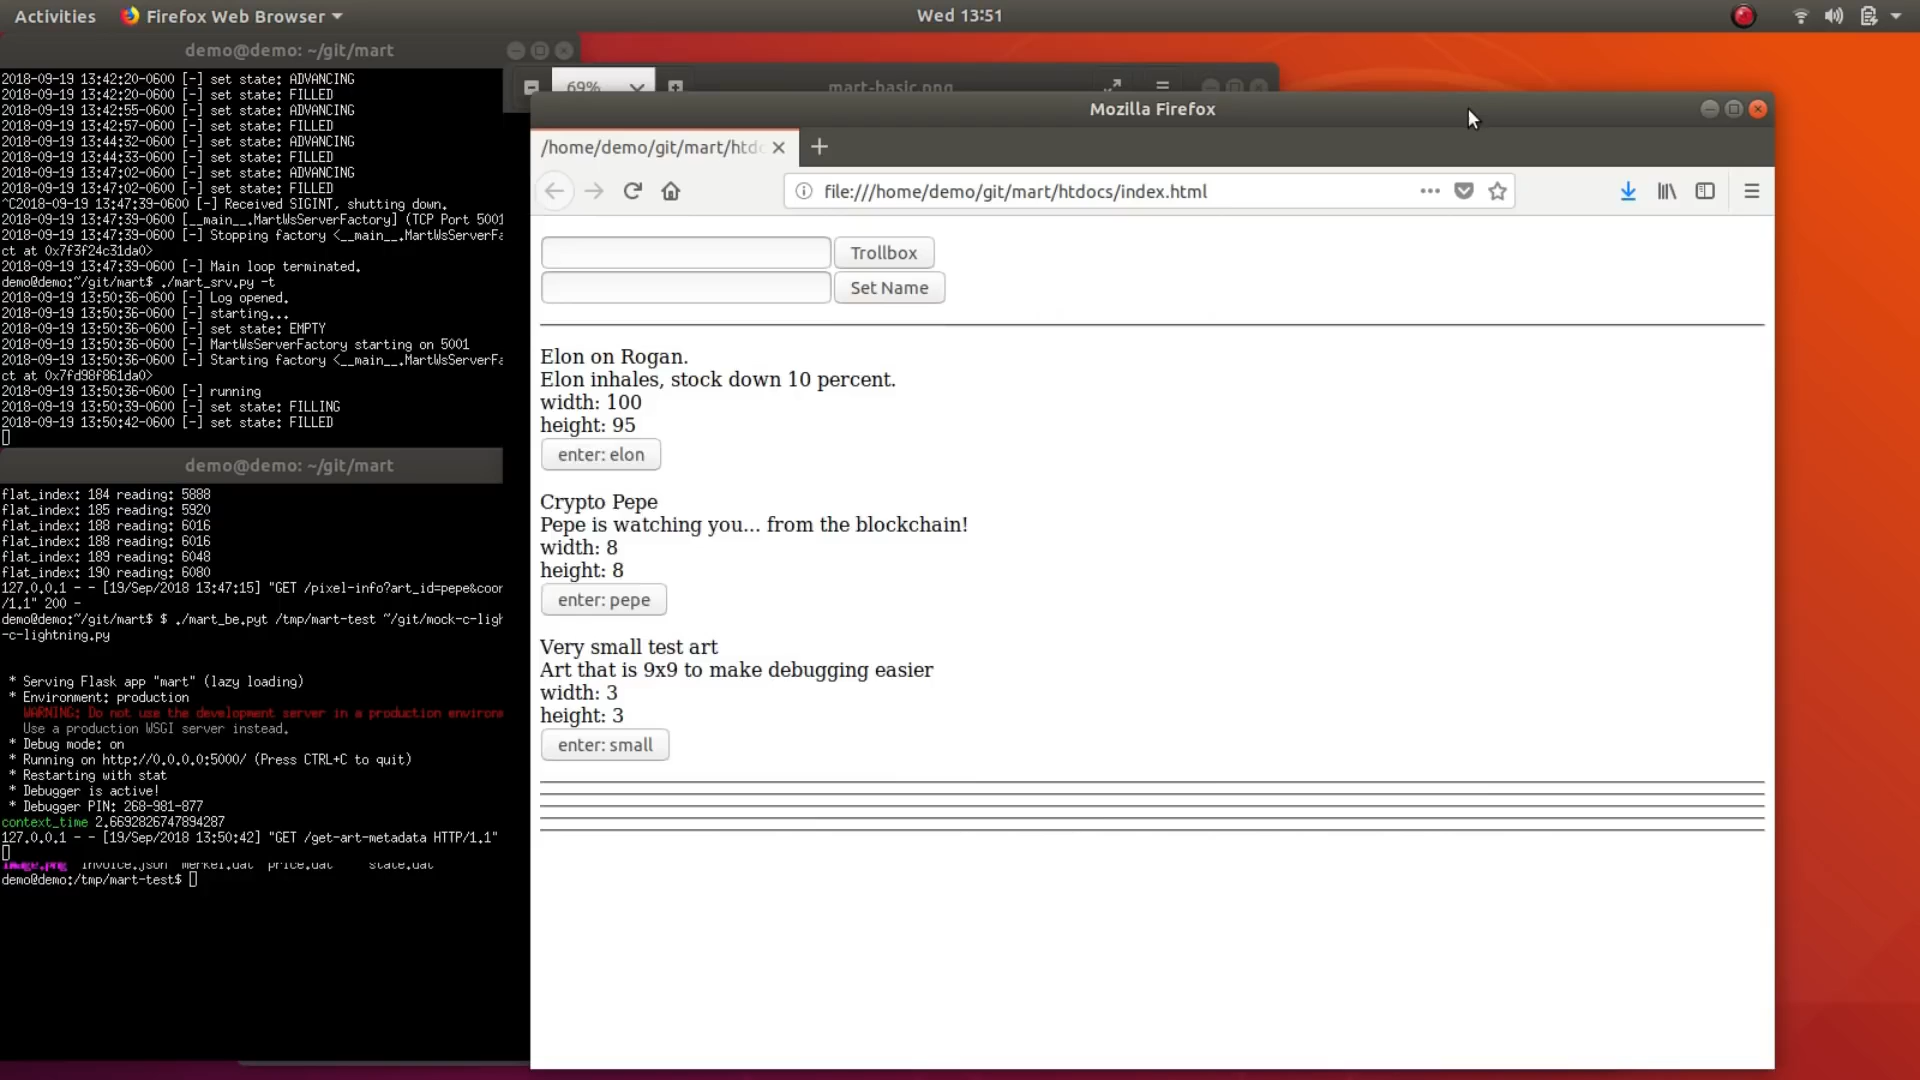 Activities
Firefox Web Browser
Wed 13:51
demo@demo: ~/git/mart
2018-09-19 13:42:20-0600 [-] set state: ADVANCING
2018-09-19 13:42:20-0600 [-] set state: FILLED
2018-09-19 13:42:55-0600 [-] set state: ADVANCING
2018-09-19 13:42:57-0600 [-] set state: FILLED
2018-09-19 13:44:32-0600 [-] set state: ADVANCING
2018-09-19 13:44:33-0600 [-] set state: FILLED
2018-09-19 13:47:02-0600 [-] set state: ADVANCING
2018-09-19 13:47:02-0600 [-] set state: FILLED
^C2018-09-19 13:47:39-0600 [-] Received SIGINT, shutting down.
2018-09-19 13:47:39-0600 [__main__.MartWsServerFactory] (TCP Port 5001
2018-09-19 13:47:39-0600 [-] Stopping factory <__main__.MartWsServerFa
ct at 0x7f3f24c31da0>
2018-09-19 13:47:39-0600 [-] Main loop terminated.
demo@demo:~/git/mart$ ./mart_srv.py -t
2018-09-19 13:50:36-0600 [-] Log opened.
2018-09-19 13:50:36-0600 [-] starting...
2018-09-19 13:50:36-0600 [-] set state: EMPTY
2018-09-19 13:50:36-0600 [-] MartWsServerFactory starting on 5001
2018-09-19 13:50:36-0600 [-] Starting factory <__main__.MartWsServerFa
ct at 0x7fd98f861da0>
2018-09-19 13:50:36-0600 [-] running
2018-09-19 13:50:39-0600 [-] set state: FILLING
2018-09-19 13:50:42-0600 [-] set state: FILLED
demo@demo: ~/git/mart
flat_index: 184 reading: 5888
flat_index: 185 reading: 5920
flat_index: 188 reading: 6016
flat_index: 188 reading: 6016
flat_index: 189 reading: 6048
flat_index: 190 reading: 6080
127.0.0.1 - - [19/Sep/2018 13:47:15] "GET /pixel-info?art_id=pepe&coor
/1.1" 200 -
demo@demo:~/git/mart$ $ ./mart_be.pyt /tmp/mart-test ~/git/mock-c-ligh
-c-lightning.py
* Serving Flask app "mart" (lazy loading)
* Environment: production
WARNING: Do not use the development server in a production environm
Use a production WSGI server instead.
* Debug mode: on
* Running on http://0.0.0.0:5000/ (Press CTRL+C to quit)
* Restarting with stat
* Debugger is active!
* Debugger PIN: 268-981-877
context_time 2.6692826747894287
127.0.0.1 - - [19/Sep/2018 13:50:42] "GET /get-art-metadata HTTP/1.1"
image.png invoice.json merkel.dat price.dat state.dat
demo@demo:/tmp/mart-test$
69%
mart-basic.png
Mozilla Firefox
/home/demo/git/mart/htdo
file:///home/demo/git/mart/htdocs/index.html
Trollbox
Set Name
Elon on Rogan.
Elon inhales, stock down 10 percent.
width: 100
height: 95
enter: elon
Crypto Pepe
Pepe is watching you... from the blockchain!
width: 8
height: 8
enter: pepe
Very small test art
Art that is 9x9 to make debugging easier
width: 3
height: 3
enter: small